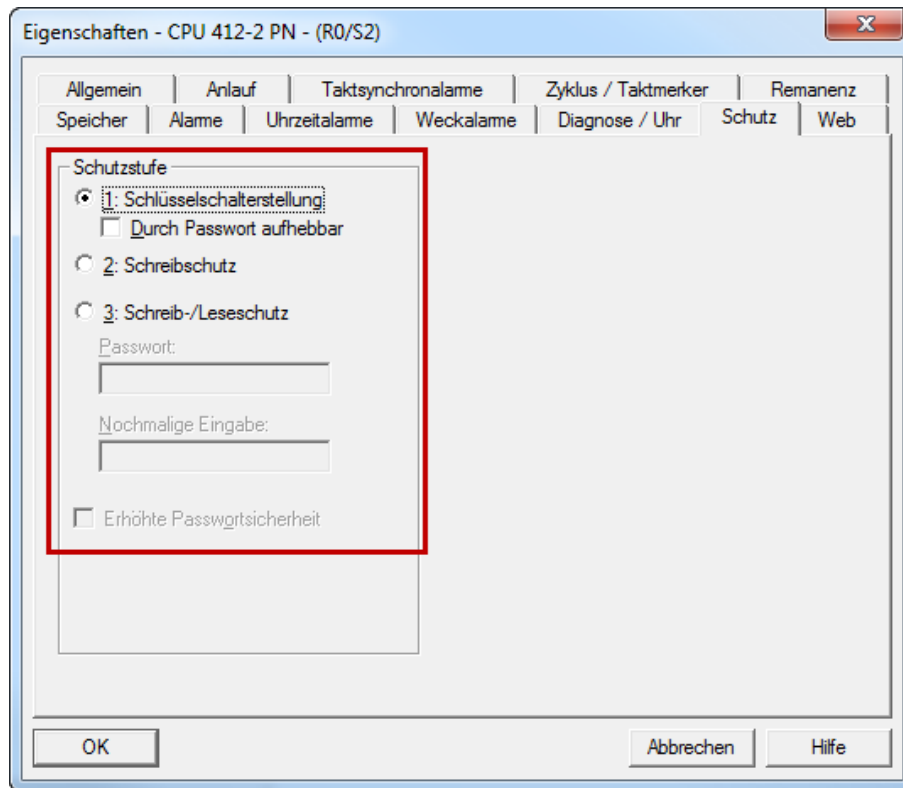 Eigenschaften - CPU 412-2 PN - (R0/S2)
Allgemein Anlauf Taktsynchronalarme Zyklus / Taktmerker Remanenz
Speicher Alarme Uhrzeitalarme Weckalarme Diagnose / Uhr Schutz Web
Schutzstufe
1: Schlüsselschalterstellung
Durch Passwort aufhebbar
2: Schreibschutz
3: Schreib-/Leseschutz
Passwort:
Nochmalige Eingabe:
Erhöhte Passwortsicherheit
OK Abbrechen Hilfe